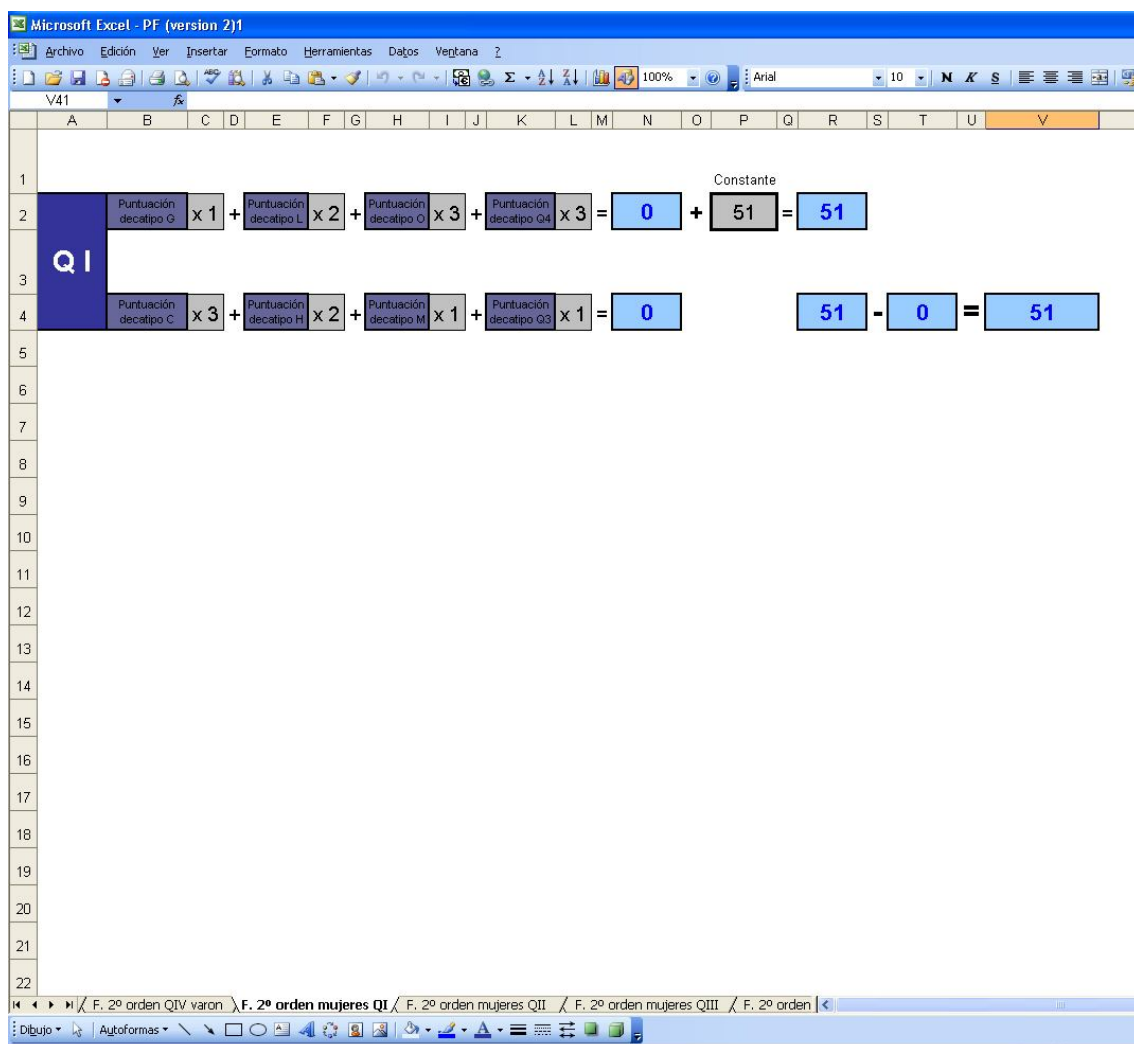 Microsoft Excel - PF (version 2)1
Archivo Edición Ver Insertar Formato Herramientas Datos Ventana ?
100% Arial 10 N K S
V41 fx
A B C D E F G H I J K L M N O P Q R S T U V
1 Constante
2 Puntuación decatipo G x 1 + Puntuación decatipo L x 2 + Puntuación decatipo O x 3 + Puntuación decatipo Q4 x 3 = 0 + 51 = 51
Q I
3
4 Puntuación decatipo C x 3 + Puntuación decatipo H x 2 + Puntuación decatipo M x 1 + Puntuación decatipo Q3 x 1 = 0 51 - 0 = 51
5
6
7
8
9
10
11
12
13
14
15
16
17
18
19
20
21
22
F. 2º orden QIV varon F. 2º orden mujeres QI F. 2º orden mujeres QII F. 2º orden mujeres QIII F. 2º orden
Dibujo Autoformas A